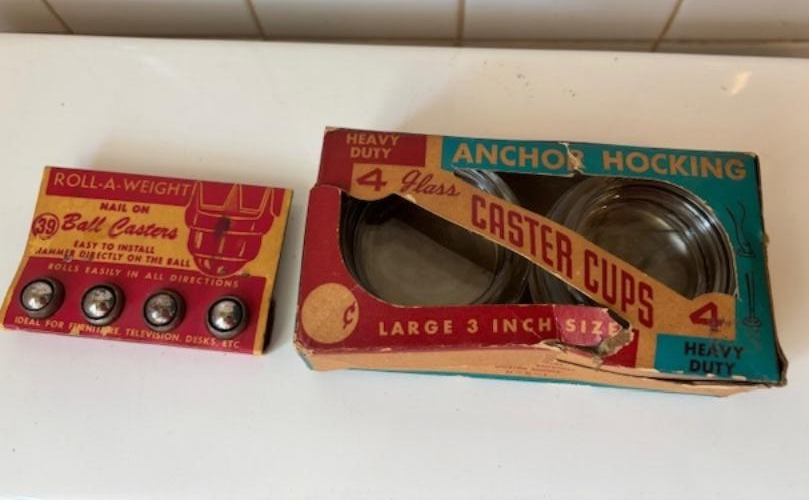 ROLL-A-WEIGHT
NAIL ON
39 Ball Casters
EASY TO INSTALL
HAMMER DIRECTLY ON THE BALL
ROLLS EASILY IN ALL DIRECTIONS
IDEAL FOR FURNITURE, TELEVISION, DESKS, ETC.
HEAVY
DUTY
ANCHOR HOCKING
4 Glass
CASTER CUPS
¢
LARGE 3 INCH SIZE
4
HEAVY
DUTY